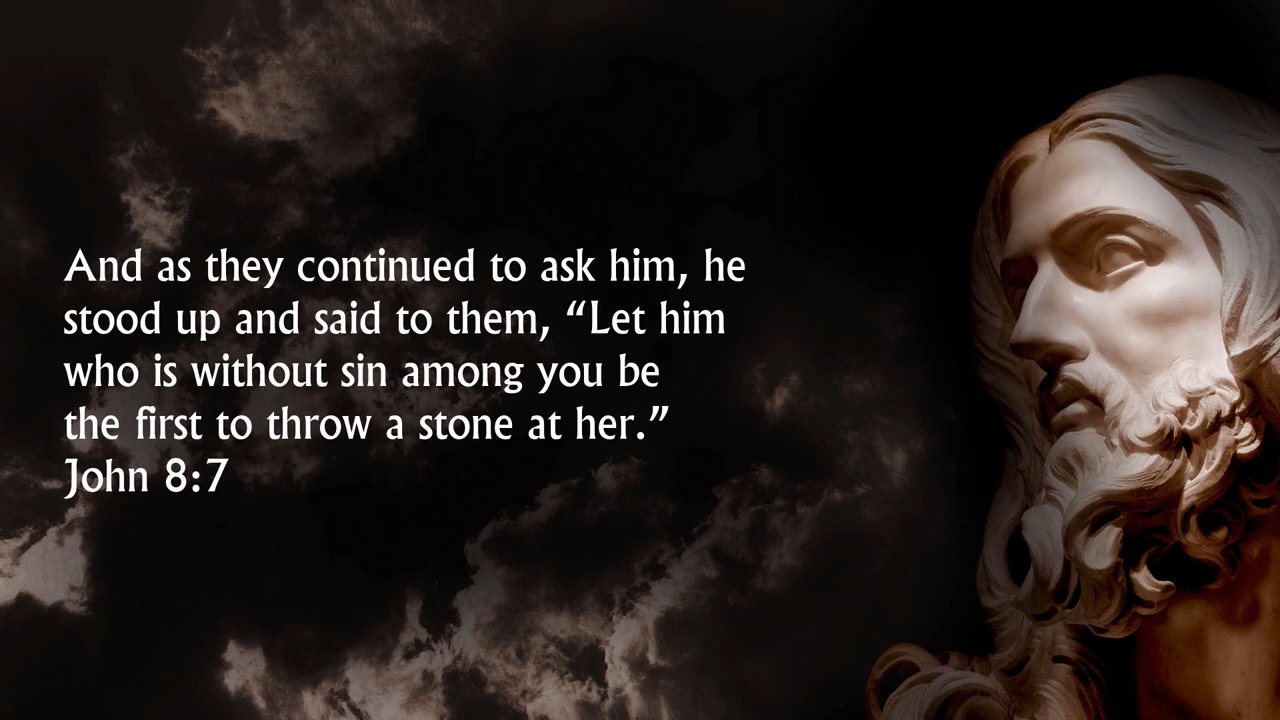 And as they continued to ask him, he
stood up and said to them, “Let him
who is without sin among you be
the first to throw a stone at her.”
John 8:7